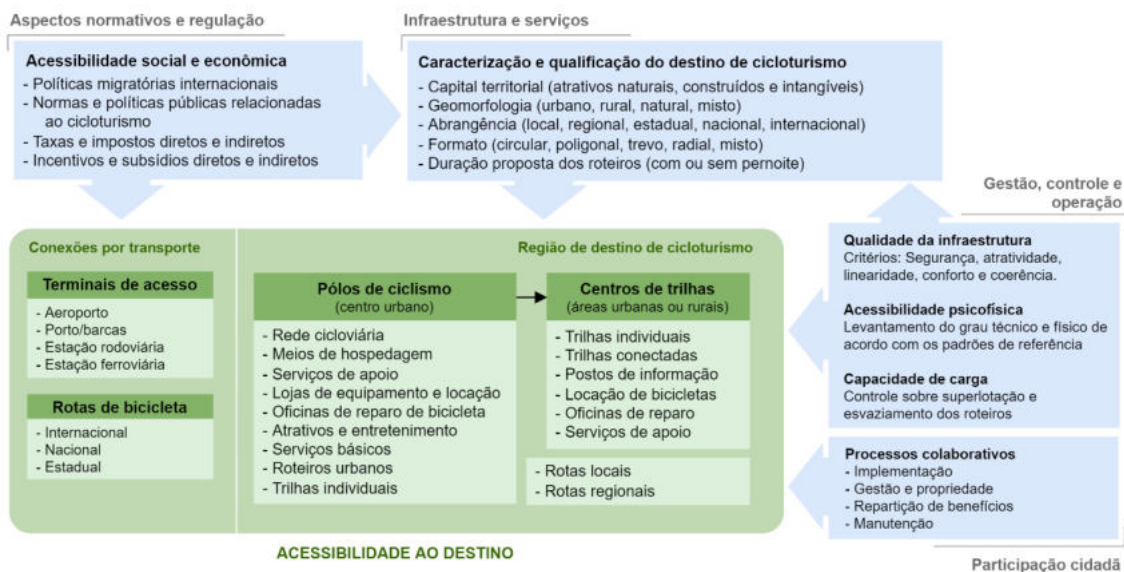 Aspectos normativos e regulação
Acessibilidade social e econômica
- Políticas migratórias internacionais
- Normas e políticas públicas relacionadas
ao cicloturismo
- Taxas e impostos diretos e indiretos
- Incentivos e subsídios diretos e indiretos
Infraestrutura e serviços
Caracterização e qualificação do destino de cicloturismo
- Capital territorial (atrativos naturais, construídos e intangíveis)
- Geomorfologia (urbano, rural, natural, misto)
- Abrangência (local, regional, estadual, nacional, internacional)
- Formato (circular, poligonal, trevo, radial, misto)
- Duração proposta dos roteiros (com ou sem pernoite)
Gestão, controle e
operação
Qualidade da infraestrutura
Critérios: Segurança, atratividade,
linearidade, conforto e coerência.
Acessibilidade psicofísica
Levantamento do grau técnico e físico de
acordo com os padrões de referência
Capacidade de carga
Controle sobre superlotação e
esvaziamento dos roteiros
Conexões por transporte
Terminais de acesso
- Aeroporto
- Porto/barcas
- Estação rodoviária
- Estação ferroviária
Rotas de bicicleta
- Internacional
- Nacional
- Estadual
Região de destino de cicloturismo
Pólos de ciclismo
(centro urbano)
- Rede cicloviária
- Meios de hospedagem
- Serviços de apoio
- Lojas de equipamento e locação
- Oficinas de reparo de bicicleta
- Atrativos e entretenimento
- Serviços básicos
- Roteiros urbanos
- Trilhas individuais
Centros de trilhas
(áreas urbanas ou rurais)
- Trilhas individuais
- Trilhas conectadas
- Postos de informação
- Locação de bicicletas
- Oficinas de reparo
- Serviços de apoio
- Rotas locais
- Rotas regionais
Processos colaborativos
- Implementação
- Gestão e propriedade
- Repartição de benefícios
- Manutenção
Participação cidadã
ACESSIBILIDADE AO DESTINO